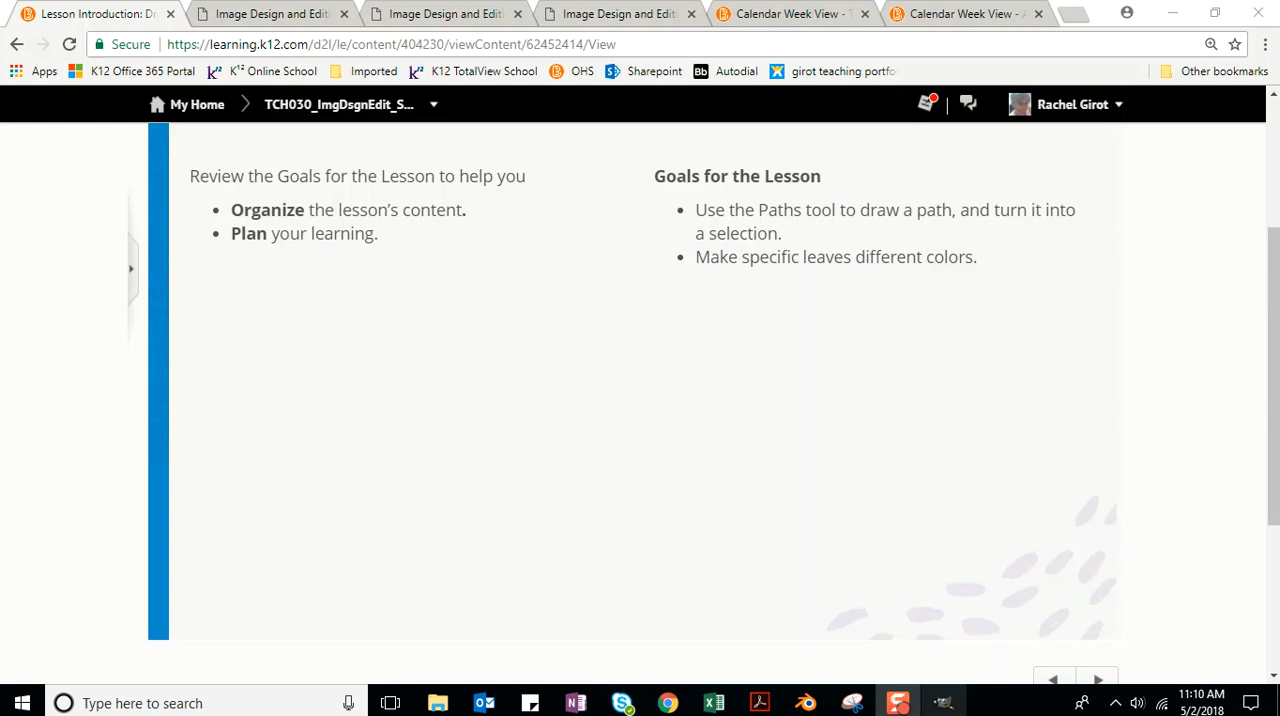 Lesson Introduction: Dr
Image Design and Editi
Image Design and Editi
Image Design and Editi
Calendar Week View - T
Calendar Week View - A
Secure
https://learning.k12.com/d2l/le/content/404230/viewContent/62452414/View
Apps
K12 Office 365 Portal
K¹² Online School
Imported
K12 TotalView School
OHS
Sharepoint
Bb
Autodial
girot teaching portfo
Other bookmarks
My Home
TCH030_ImgDsgnEdit_S...
Rachel Girot
Review the Goals for the Lesson to help you
• Organize the lesson’s content.
• Plan your learning.
Goals for the Lesson
• Use the Paths tool to draw a path, and turn it into
a selection.
• Make specific leaves different colors.
Type here to search
11:10 AM
5/2/2018